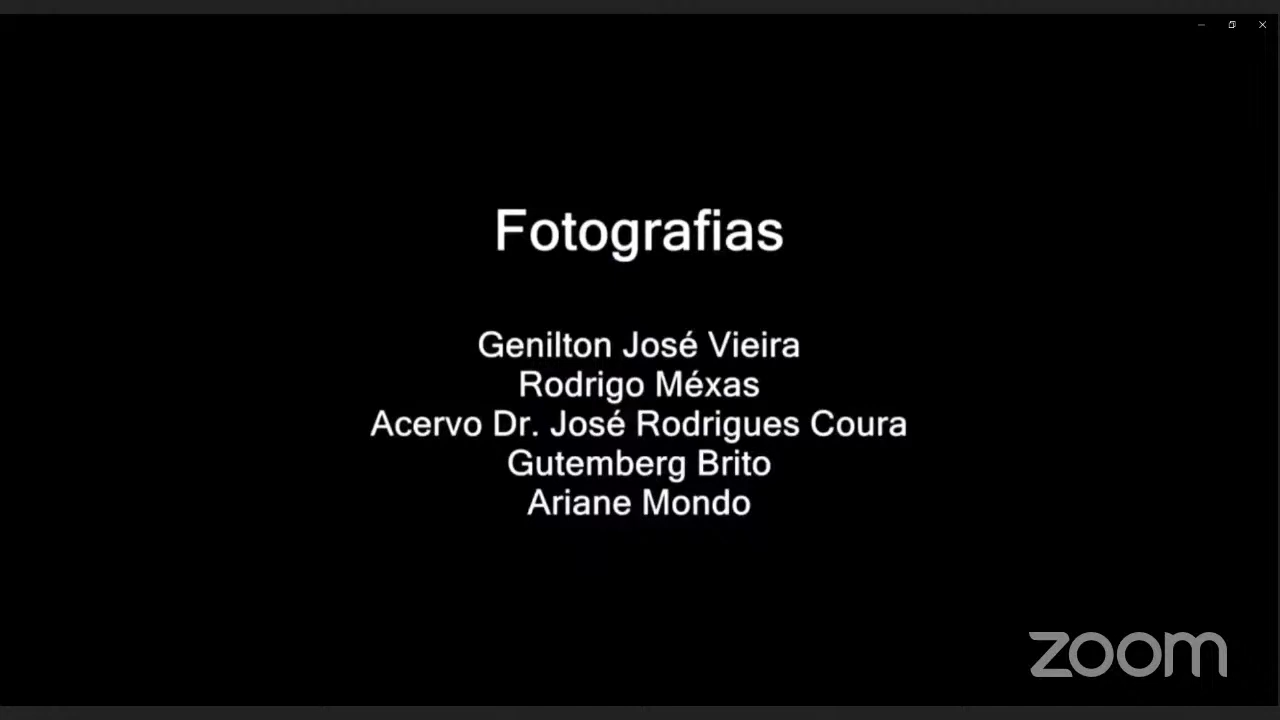 Fotografias
Genilton José Vieira
Rodrigo Méxas
Acervo Dr. José Rodrigues Coura
Gutemberg Brito
Ariane Mondo
zoom